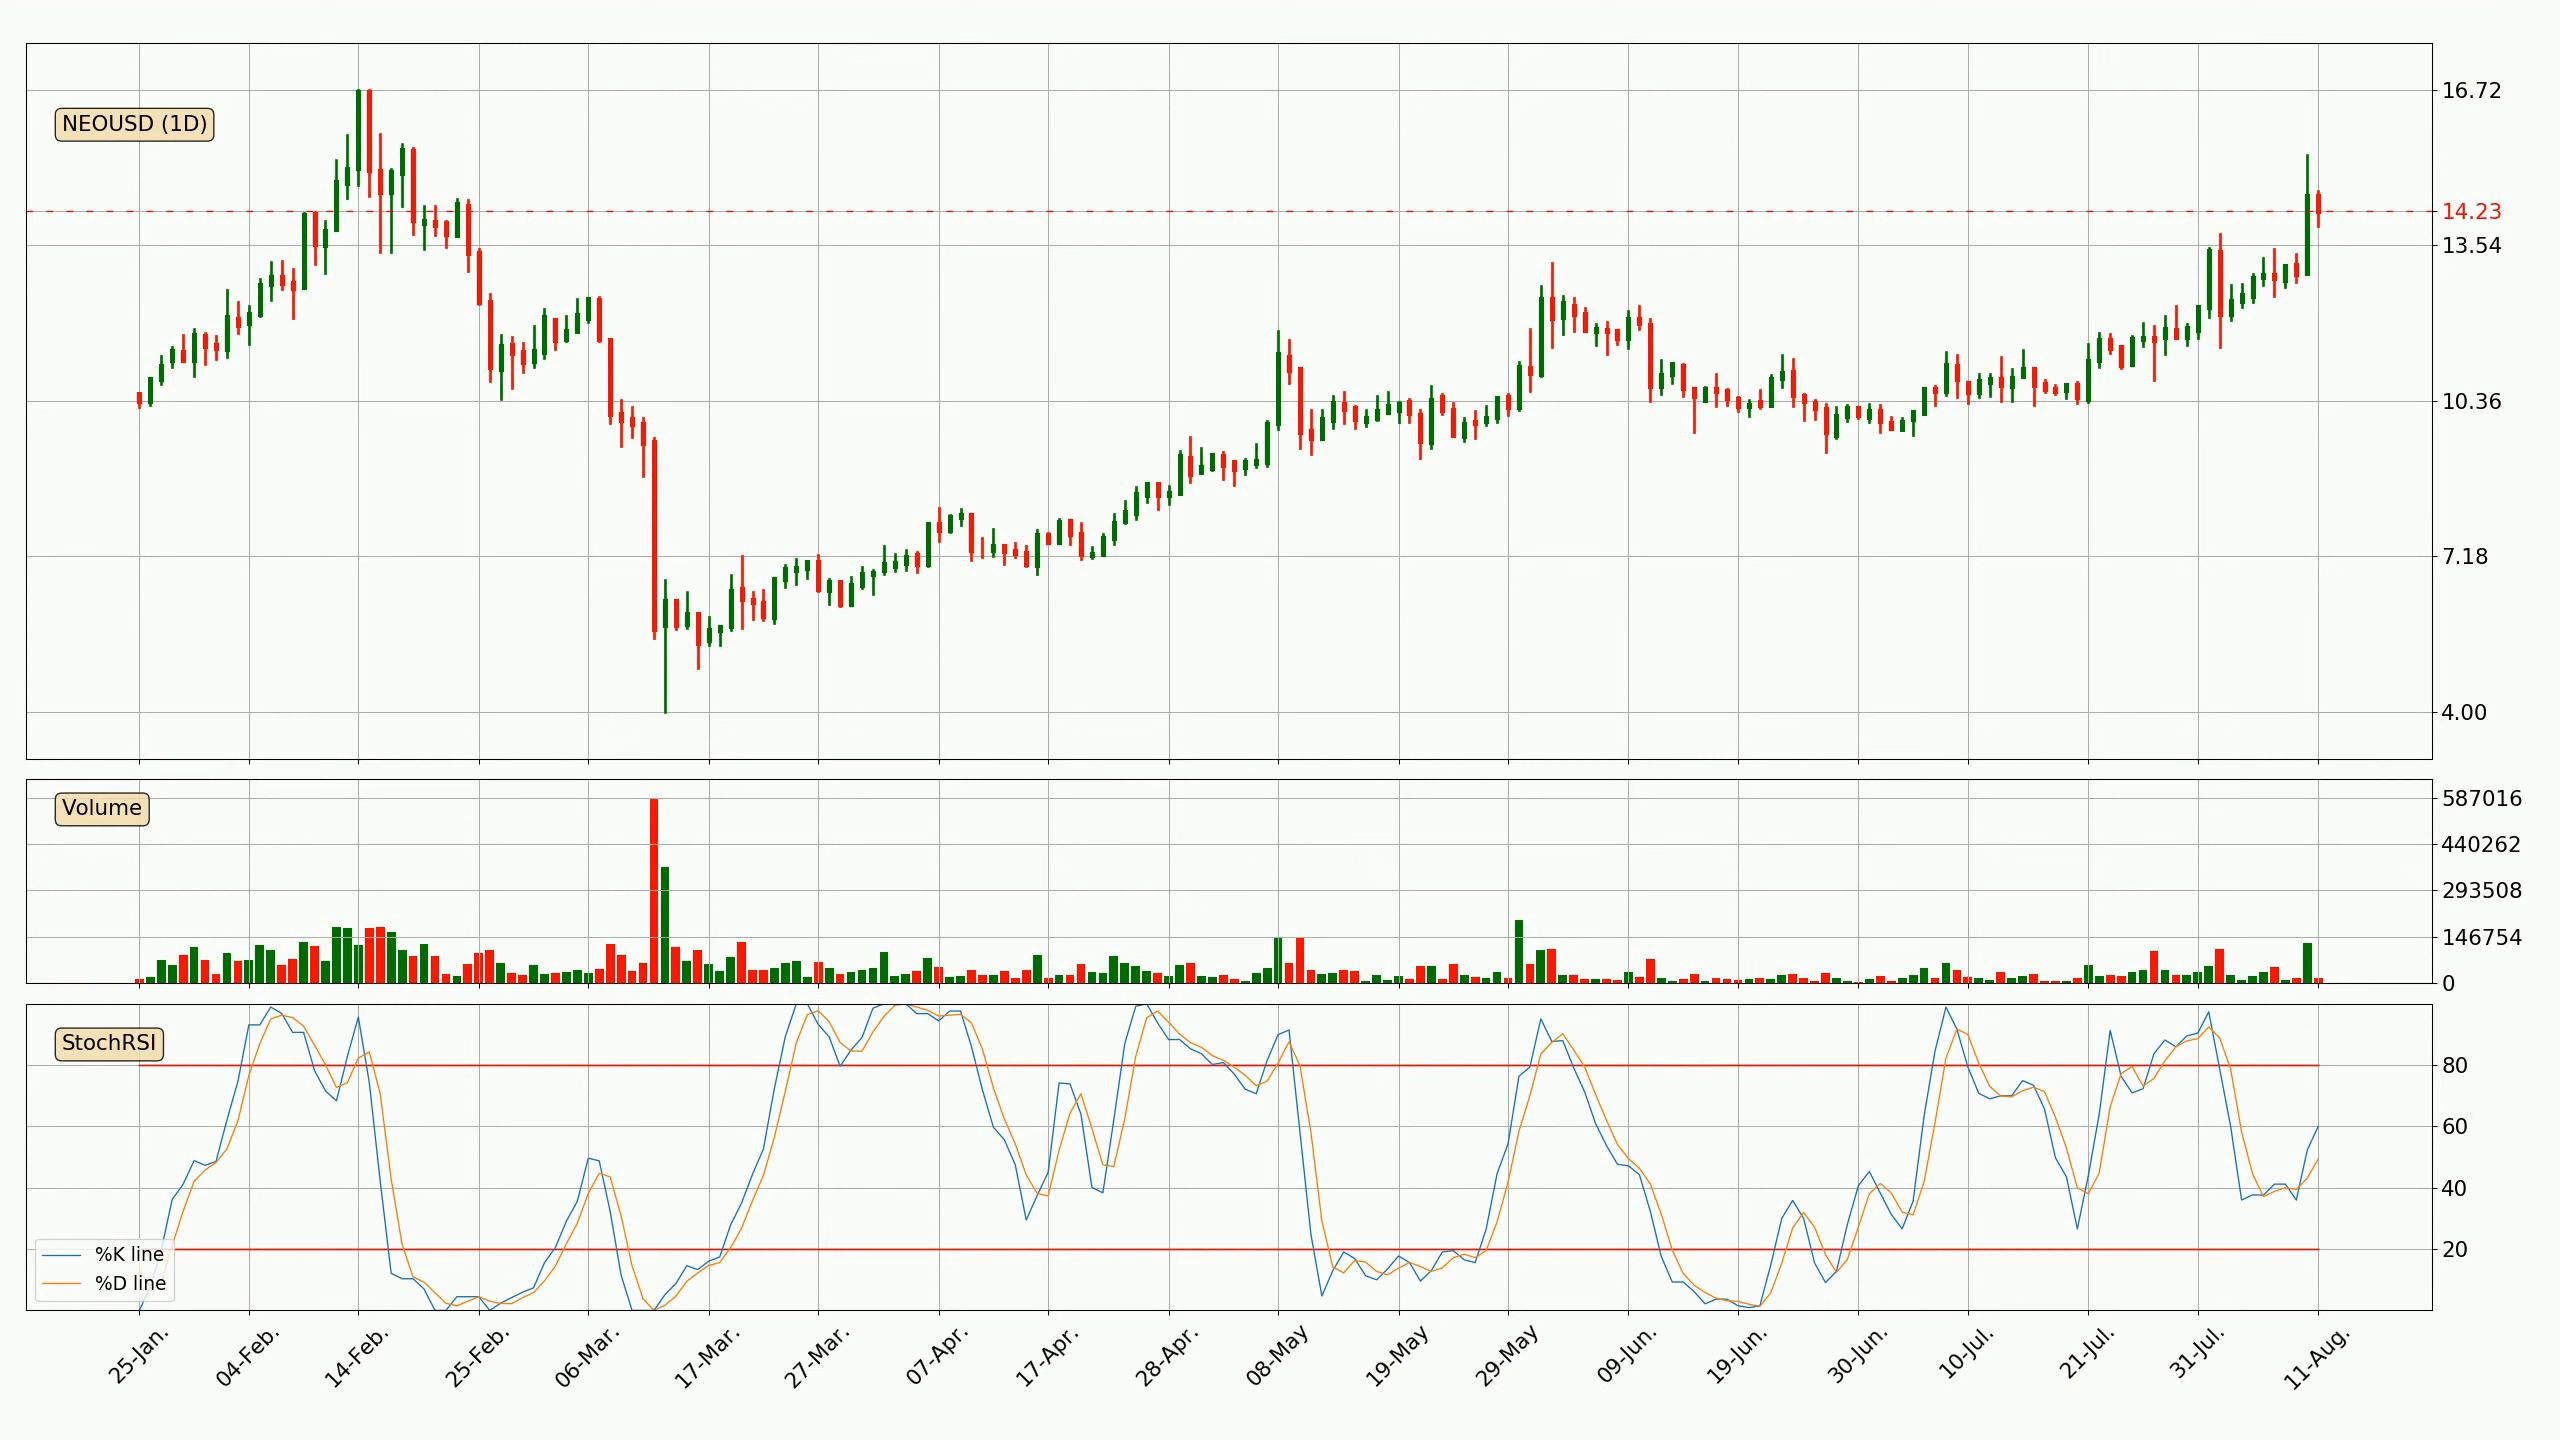 NEOUSD (1D)
16.72
14.23
13.54
10.36
7.18
4.00
Volume
587016
440262
293508
146754
0
StochRSI
80
60
40
20
%K line
%D line
25-Jan.
04-Feb.
14-Feb.
25-Feb.
06-Mar.
17-Mar.
27-Mar.
07-Apr.
17-Apr.
28-Apr.
08-May
19-May
29-May
09-Jun.
19-Jun.
30-Jun.
10-Jul.
21-Jul.
31-Jul.
11-Aug.